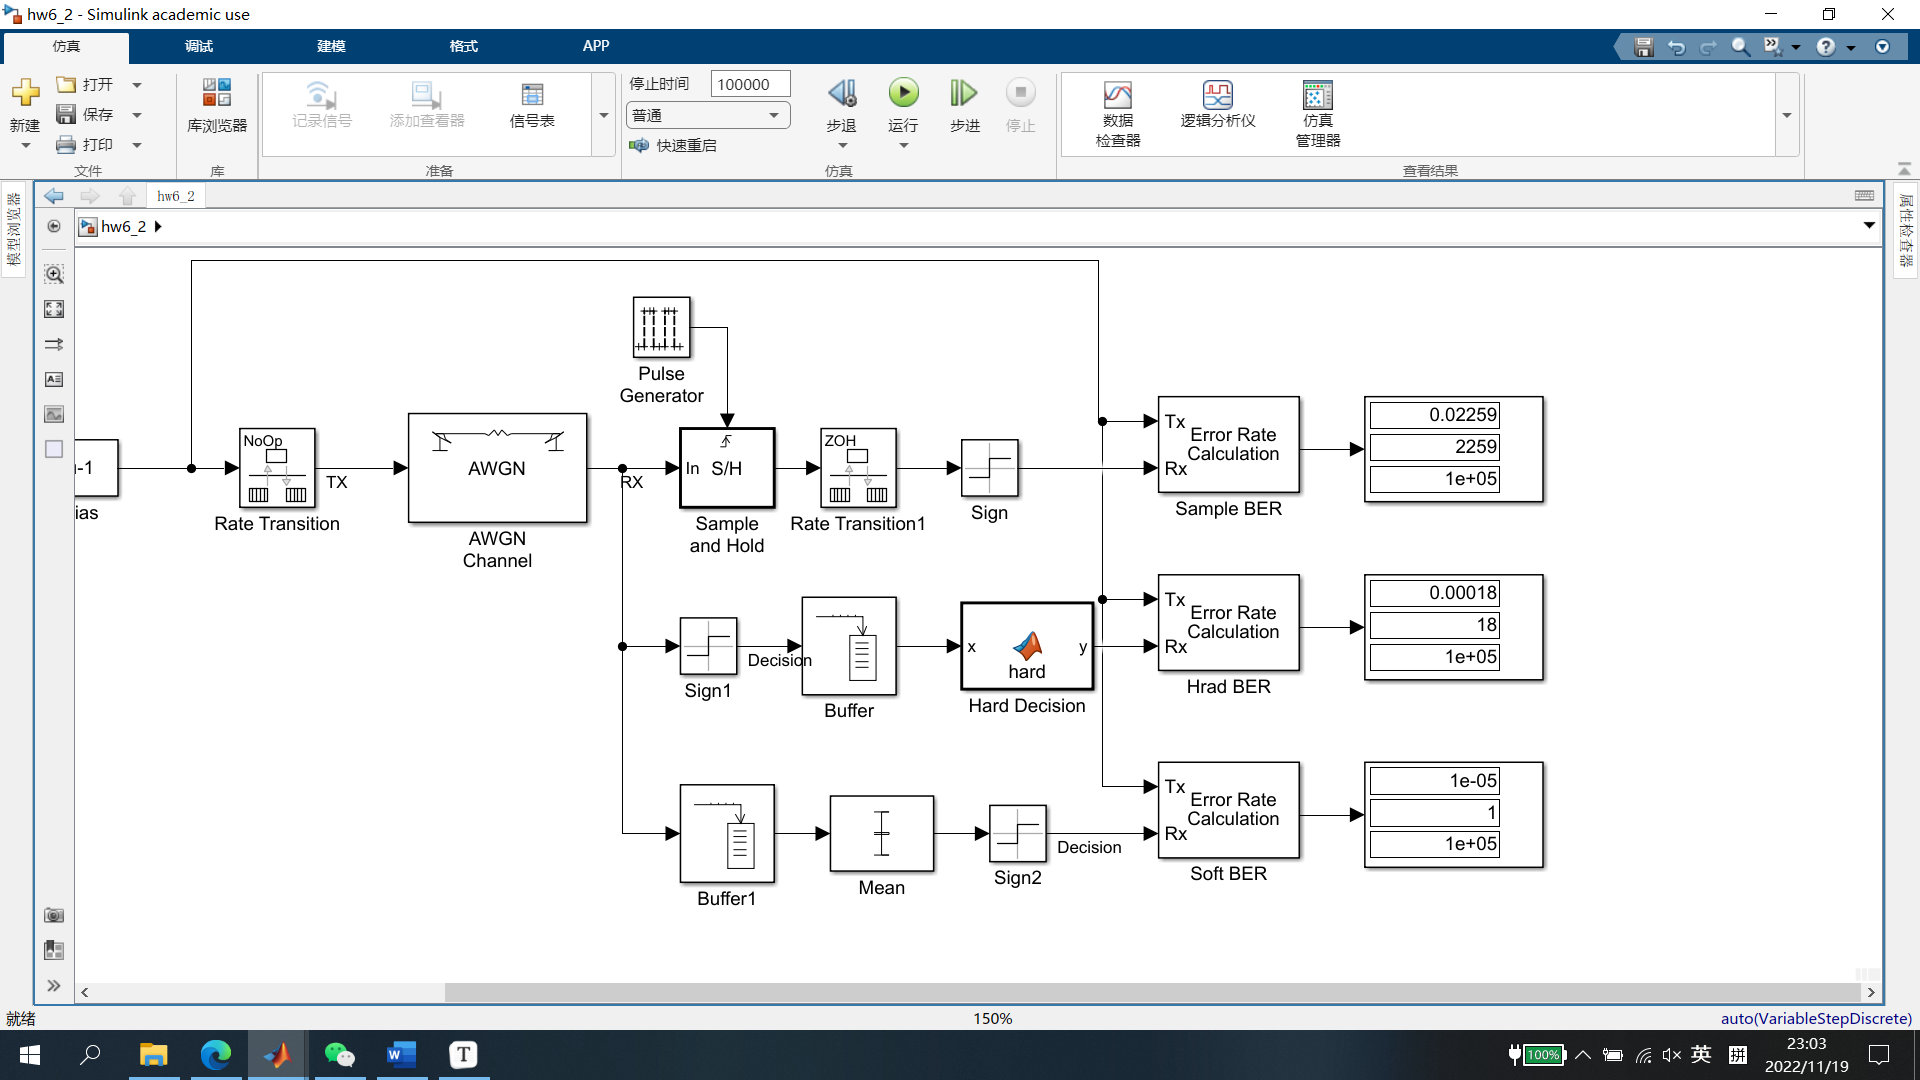 hw6_2 - Simulink academic use
仿真
调试
建模
格式
APP
新建
打开
保存
打印
文件
库浏览器
库
记录信号
添加查看器
信号表
准备
停止时间
100000
普通
快速重启
步退
运行
步进
停止
仿真
数据
检查器
逻辑分析仪
仿真
管理器
查看结果
模型浏览器
属性检查器
hw6_2
hw6_2
Pulse
Generator
-1
ias
NoOp
Rate Transition
TX
AWGN
AWGN
Channel
RX
In S/H
Sample
and Hold
ZOH
Rate Transition1
Sign
Tx
Rx
Error Rate
Calculation
Sample BER
0.02259
2259
1e+05
Sign1
Decision
Buffer
x
y
hard
Hard Decision
Tx
Rx
Error Rate
Calculation
Hrad BER
0.00018
18
1e+05
Buffer1
Mean
Sign2
Decision
Tx
Rx
Error Rate
Calculation
Soft BER
1e-05
1
1e+05
就绪
150%
auto(VariableStepDiscrete)
100%
英
拼
23:03
2022/11/19